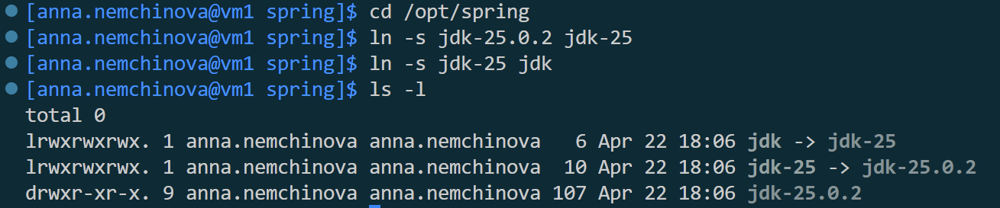 [anna.nemchinova@vm1 spring]$ cd /opt/spring
[anna.nemchinova@vm1 spring]$ ln -s jdk-25.0.2 jdk-25
[anna.nemchinova@vm1 spring]$ ln -s jdk-25 jdk
[anna.nemchinova@vm1 spring]$ ls -l
total 0
lrwxrwxrwx. 1 anna.nemchinova anna.nemchinova   6 Apr 22 18:06 jdk -> jdk-25
lrwxrwxrwx. 1 anna.nemchinova anna.nemchinova  10 Apr 22 18:06 jdk-25 -> jdk-25.0.2
drwxr-xr-x. 9 anna.nemchinova anna.nemchinova 107 Apr 22 18:06 jdk-25.0.2